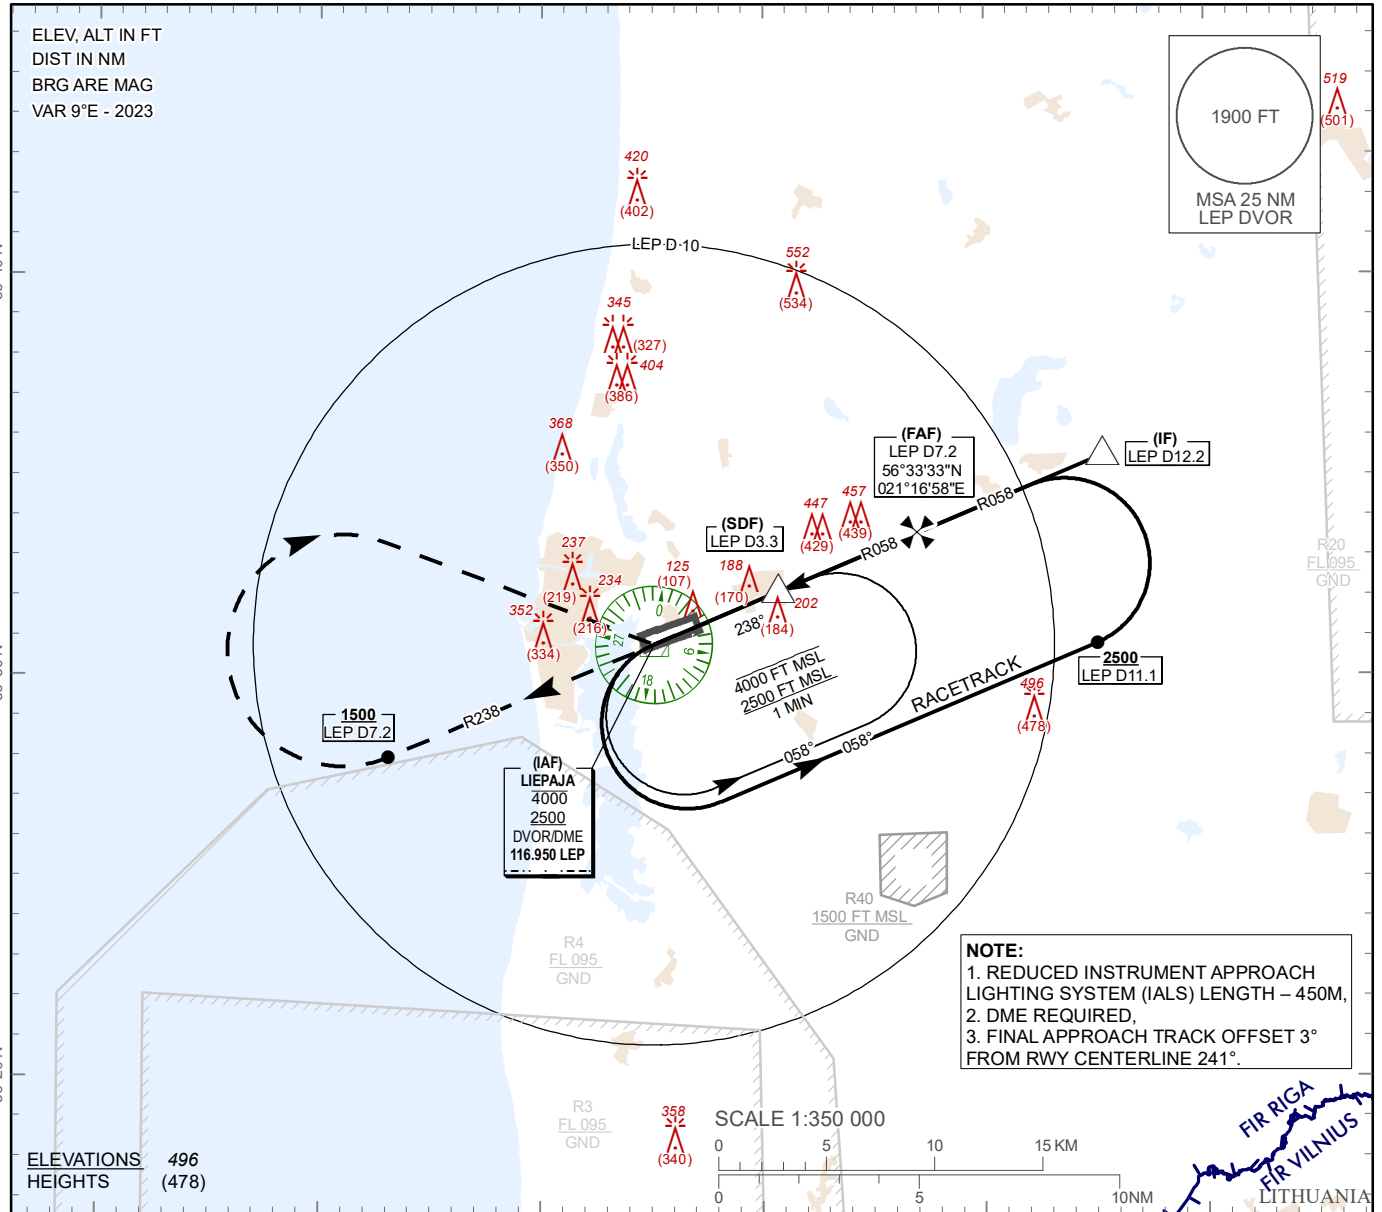 ELEV, ALT IN FT
DIST IN NM
BRG ARE MAG
VAR 9°E - 2023
1900 FT
MSA 25 NM
LEP DVOR
519
(501)
420
(402)
LEP D 10
552
(534)
345
(327)
404
(386)
368
(350)
(FAF)
LEP D7.2
56°33'33"N
021°16'58"E
(IF)
LEP D12.2
R058
447
(429)
457
(439)
(SDF)
LEP D3.3
R058
R20
FL 095
GND
237
(219)
234
(216)
352
(334)
125
(107)
188
(170)
202
(184)
0
9
18
27
238°
4000 FT MSL
2500 FT MSL
1 MIN
RACETRACK
2500
LEP D11.1
496
(478)
058°
058°
R238
1500
LEP D7.2
(IAF)
LIEPAJA
4000
2500
DVOR/DME
116.950 LEP
R40
1500 FT MSL
GND
R4
FL 095
GND
NOTE:
1. REDUCED INSTRUMENT APPROACH
LIGHTING SYSTEM (IALS) LENGTH – 450M,
2. DME REQUIRED,
3. FINAL APPROACH TRACK OFFSET 3°
FROM RWY CENTERLINE 241°.
R3
FL 095
GND
358
(340)
SCALE 1:350 000
0 5 10 15 KM
0 5 10NM
FIR RIGA
FIR VILNIUS
LITHUANIA
ELEVATIONS 496
HEIGHTS (478)